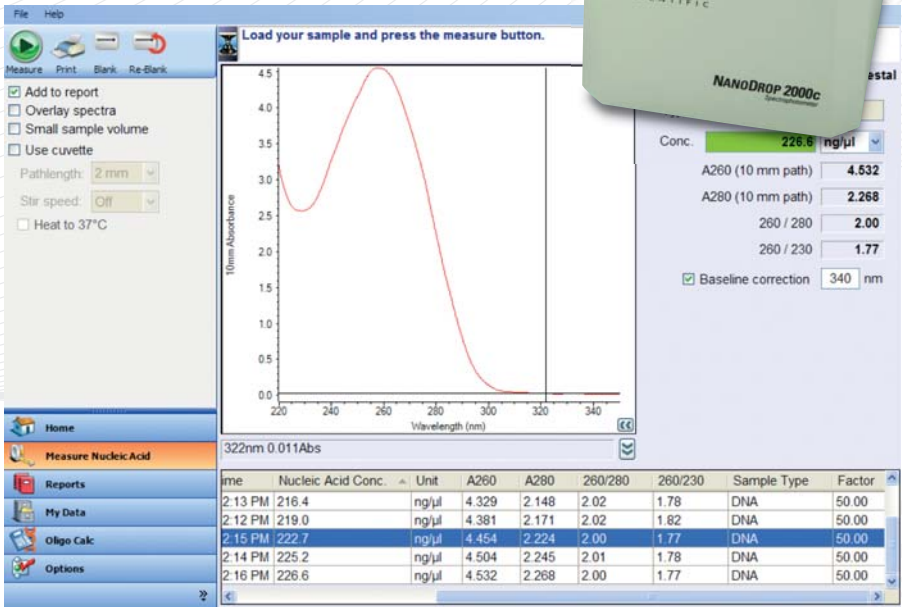 File Help
Measure Print Blank Re-Blank
Load your sample and press the measure button.
NANODROP 2000c
Spectrophotometer
Add to report
Overlay spectra
Small sample volume
Use cuvette
Pathlength: 2 mm
Stir speed: Off
Heat to 37°C
10mm Absorbance
4.5
4.0
3.5
3.0
2.5
2.0
1.5
1.0
0.5
0.0
220 240 260 280 300 320 340
Wavelength (nm)
322nm 0.011Abs
Conc. 226.6 ng/µl
A260 (10 mm path) 4.532
A280 (10 mm path) 2.268
260 / 280 2.00
260 / 230 1.77
Baseline correction 340 nm
Home
Measure Nucleic Acid
Reports
My Data
Oligo Calc
Options
ime Nucleic Acid Conc. Unit A260 A280 260/280 260/230 Sample Type Factor
2:13 PM 216.4 ng/µl 4.329 2.148 2.02 1.78 DNA 50.00
2:12 PM 219.0 ng/µl 4.381 2.171 2.02 1.82 DNA 50.00
2:15 PM 222.7 ng/µl 4.454 2.224 2.00 1.77 DNA 50.00
2:14 PM 225.2 ng/µl 4.504 2.245 2.01 1.78 DNA 50.00
2:16 PM 226.6 ng/µl 4.532 2.268 2.00 1.77 DNA 50.00